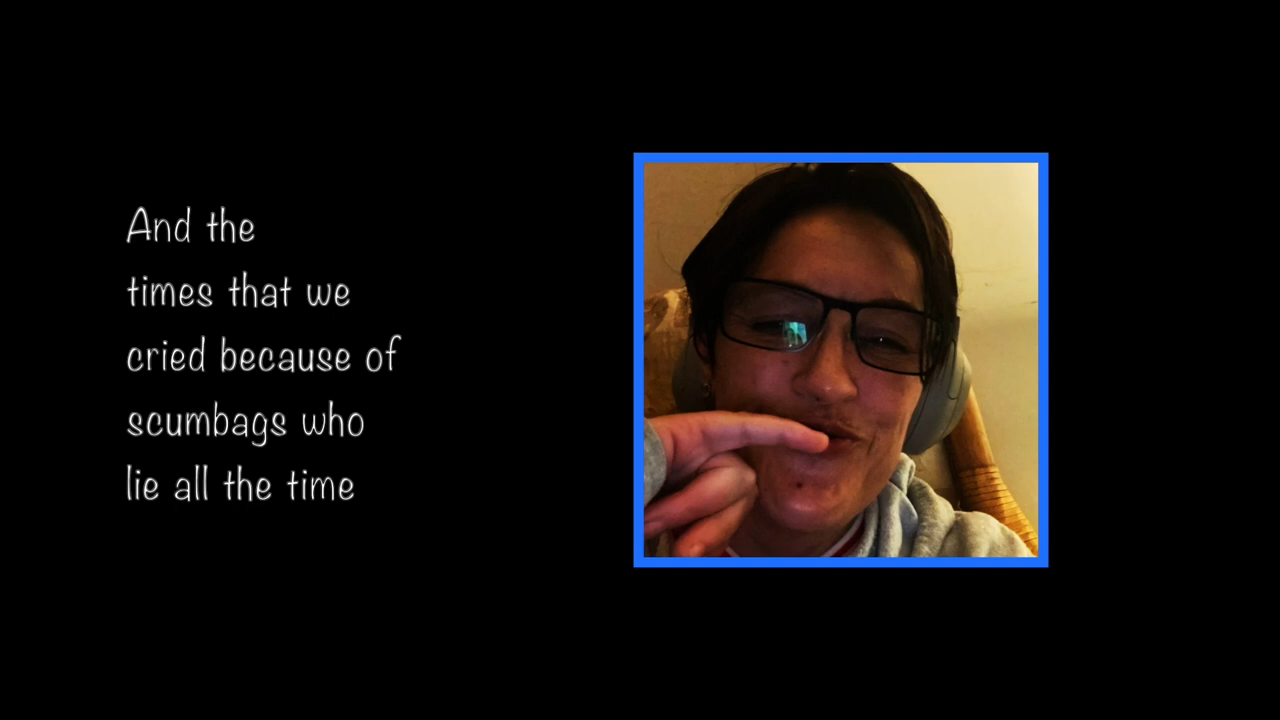 And the
times that we
cried because of
scumbags who
lie all the time